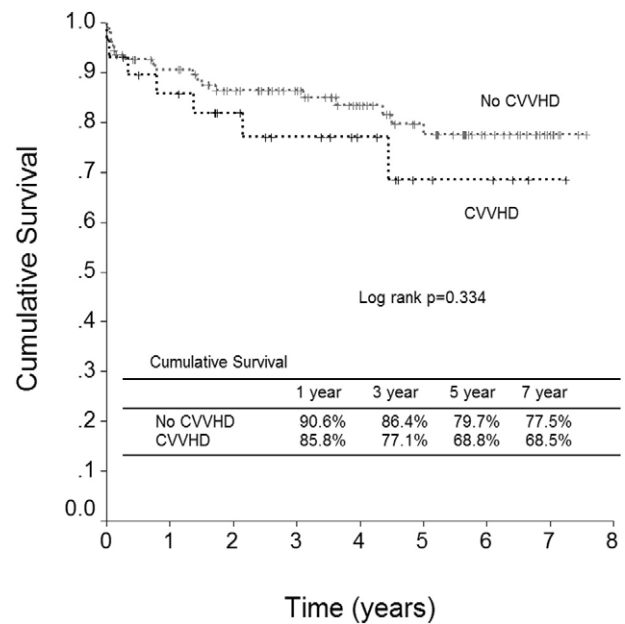 1.0
.9
.8
.7
.6
.5
.4
.3
.2
.1
0.0
Cumulative Survival
No CVVHD
CVVHD
Log rank p=0.334
Cumulative Survival
1 year 3 year 5 year 7 year
No CVVHD 90.6% 86.4% 79.7% 77.5%
CVVHD 85.8% 77.1% 68.8% 68.5%
0 1 2 3 4 5 6 7 8
Time (years)